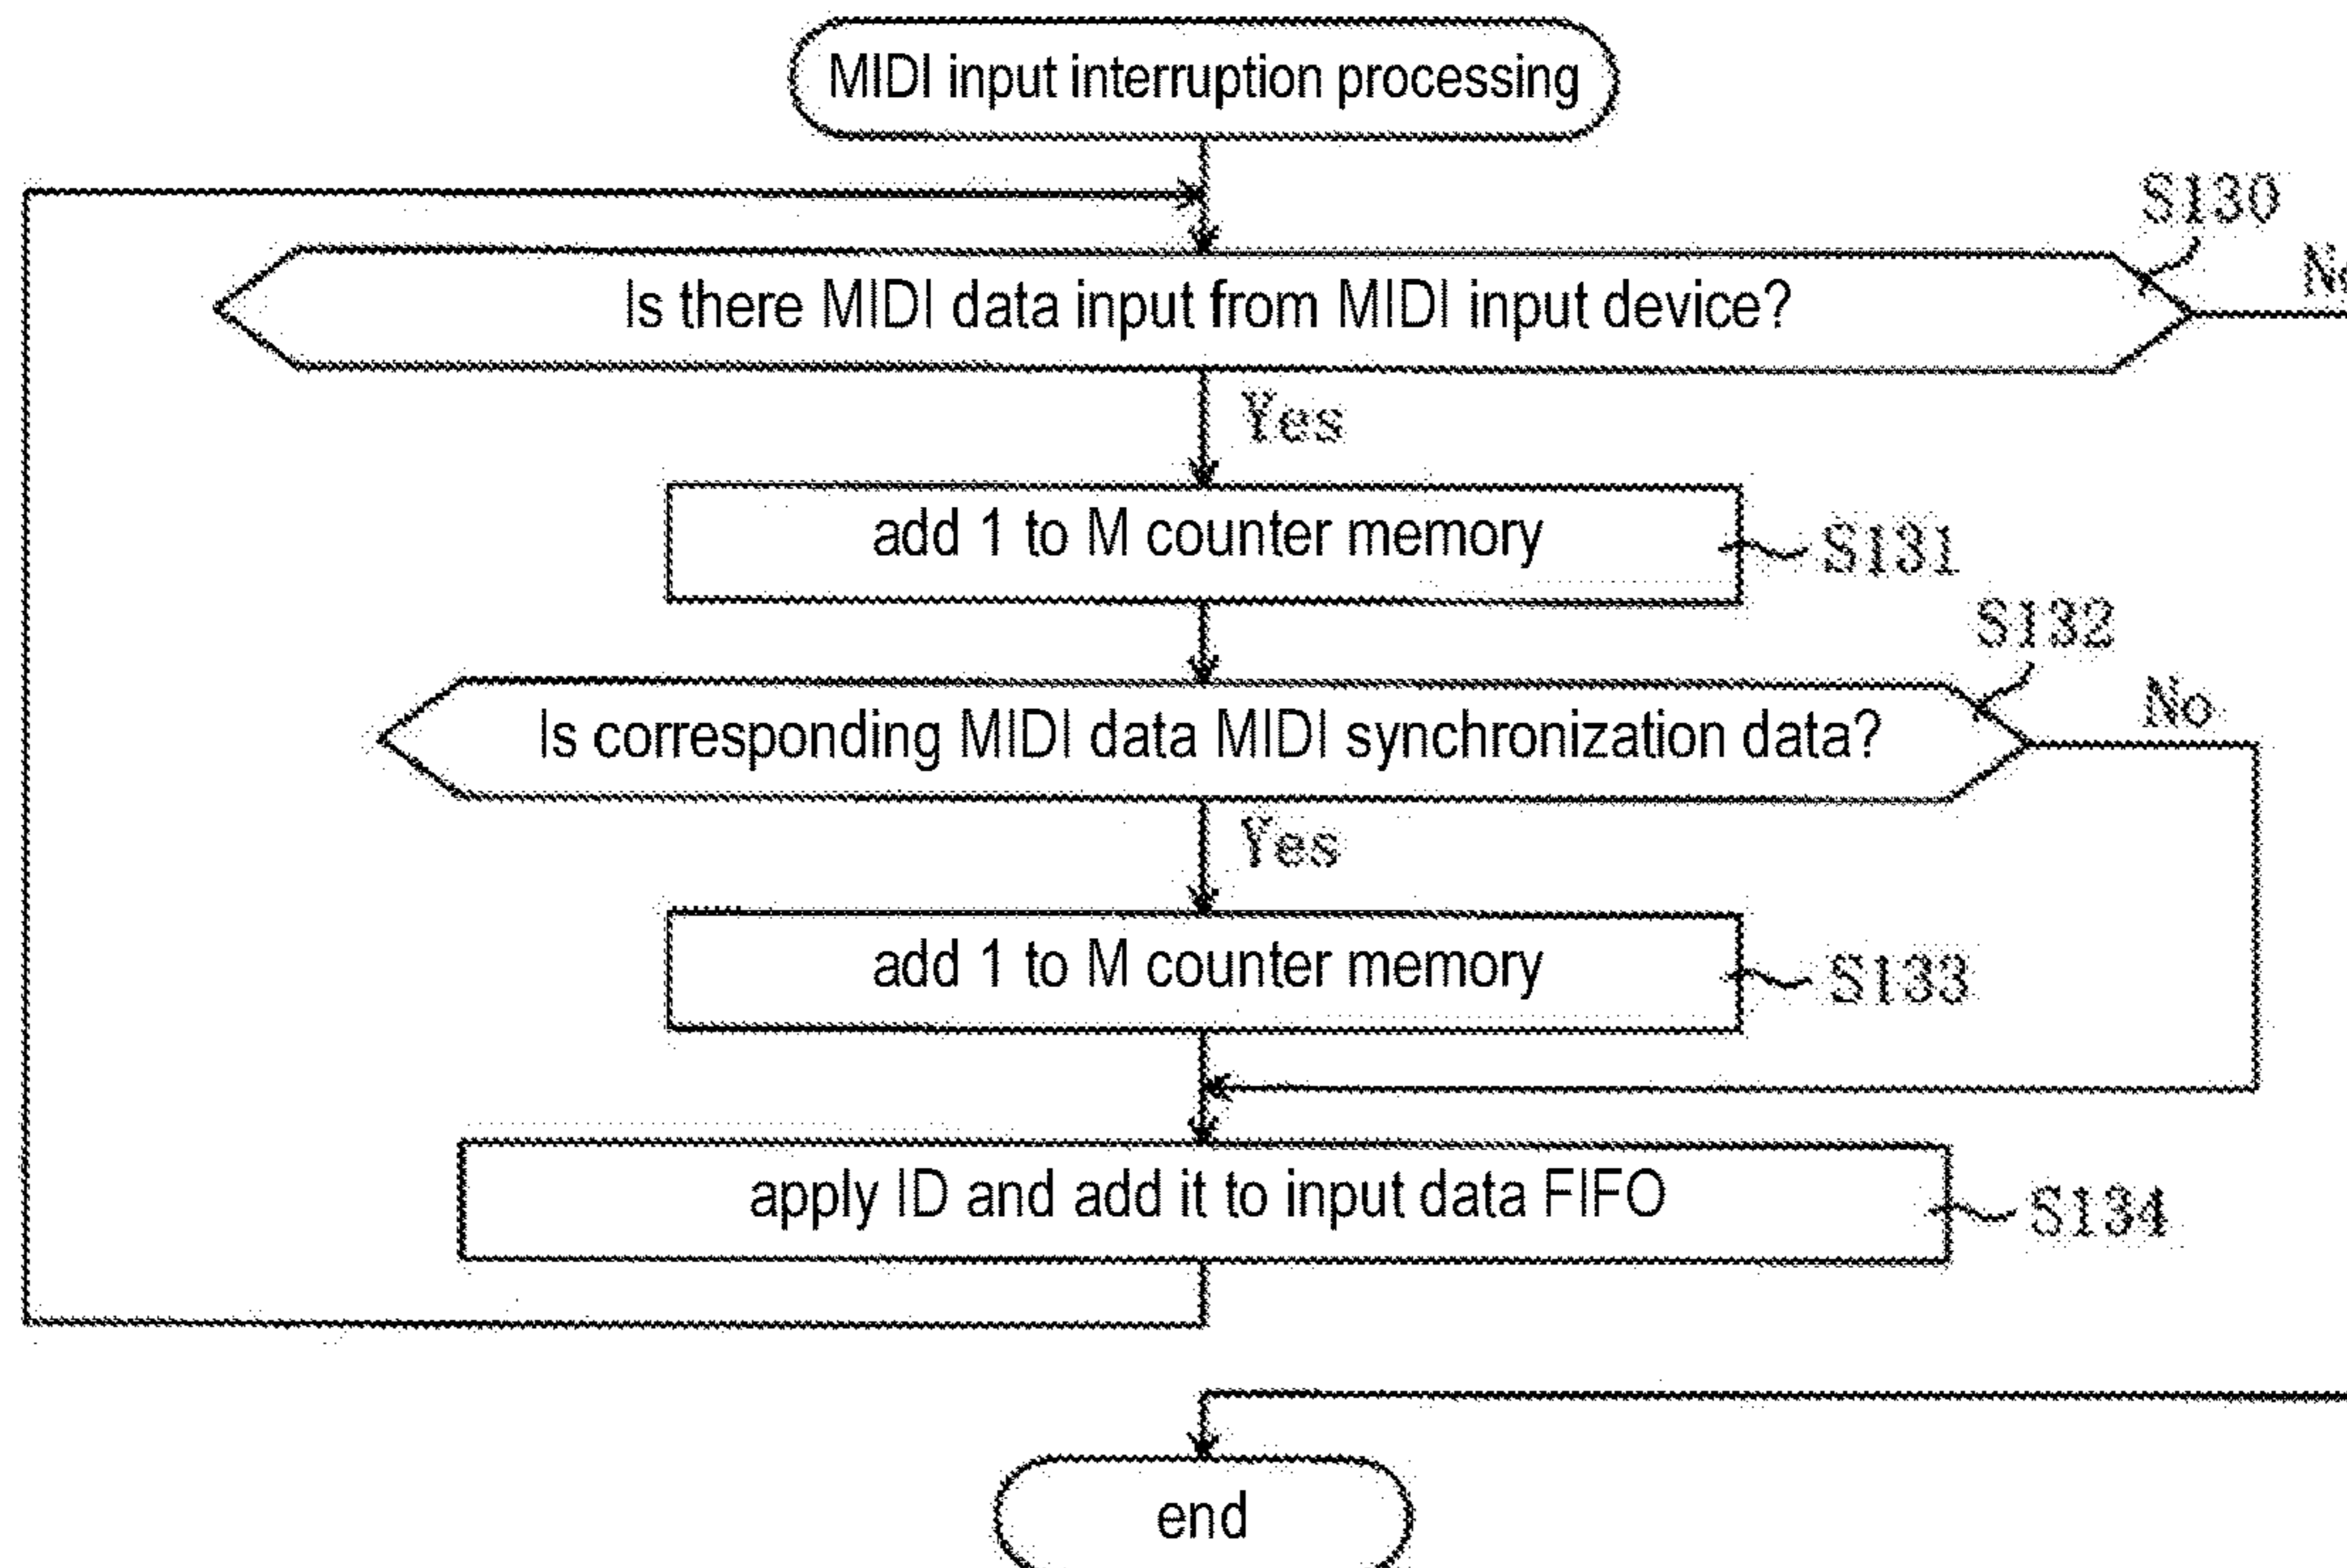 MIDI input interruption processing
S130
Is there MIDI data input from MIDI input device?
No
Yes
add 1 to M counter memory
S131
S132
Is corresponding MIDI data MIDI synchronization data?
No
Yes
add 1 to M counter memory
S133
apply ID and add it to input data FIFO
S134
end